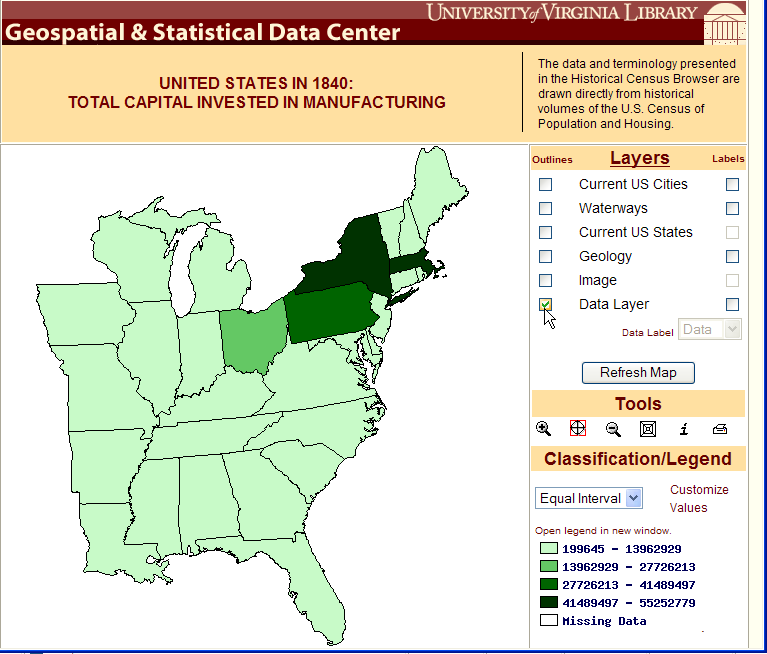 UNIVERSITY of VIRGINIA LIBRARY
Geospatial & Statistical Data Center
UNITED STATES IN 1840:
TOTAL CAPITAL INVESTED IN MANUFACTURING
The data and terminology presented
in the Historical Census Browser are
drawn directly from historical
volumes of the U.S. Census of
Population and Housing.
Outlines Layers Labels
Current US Cities
Waterways
Current US States
Geology
Image
Data Layer
Data Label Data
Refresh Map
Tools
Classification/Legend
Equal Interval
Customize
Values
Open legend in new window.
199645 - 13962929
13962929 - 27726213
27726213 - 41489497
41489497 - 55252779
Missing Data